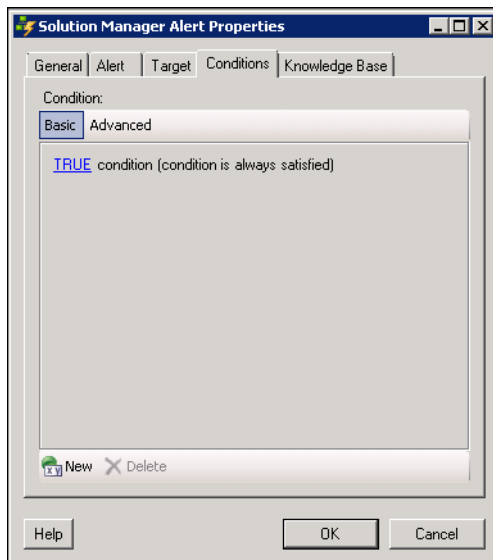 Solution Manager Alert Properties
General Alert Target Conditions Knowledge Base
Condition:
Basic Advanced
TRUE condition (condition is always satisfied)
New Delete
Help OK Cancel